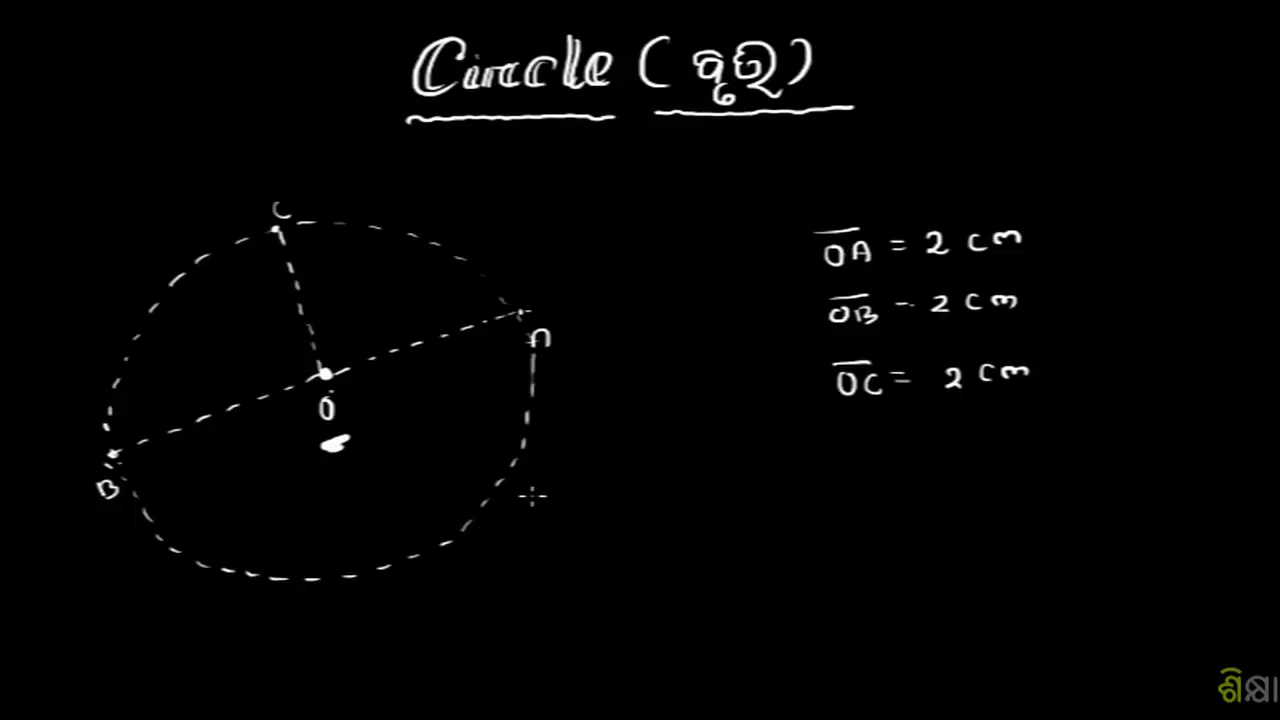 Circle (ବୃତ୍ତ)
C
A
O
B
OA = 2 cm
OB - 2 cm
OC = 2 cm
ଶିକ୍ଷା